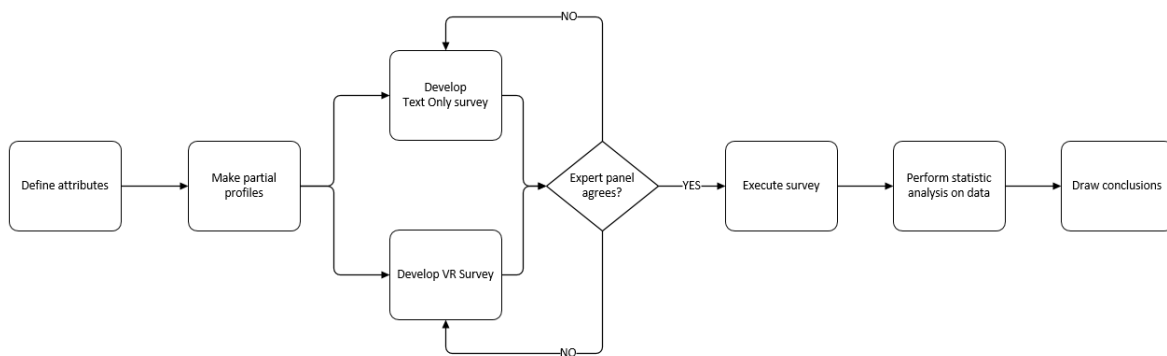 NO
Develop
Text Only survey
Define attributes
Make partial
profiles
Expert panel
agrees?
YES
Execute survey
Perform statistic
analysis on data
Draw conclusions
Develop VR Survey
NO